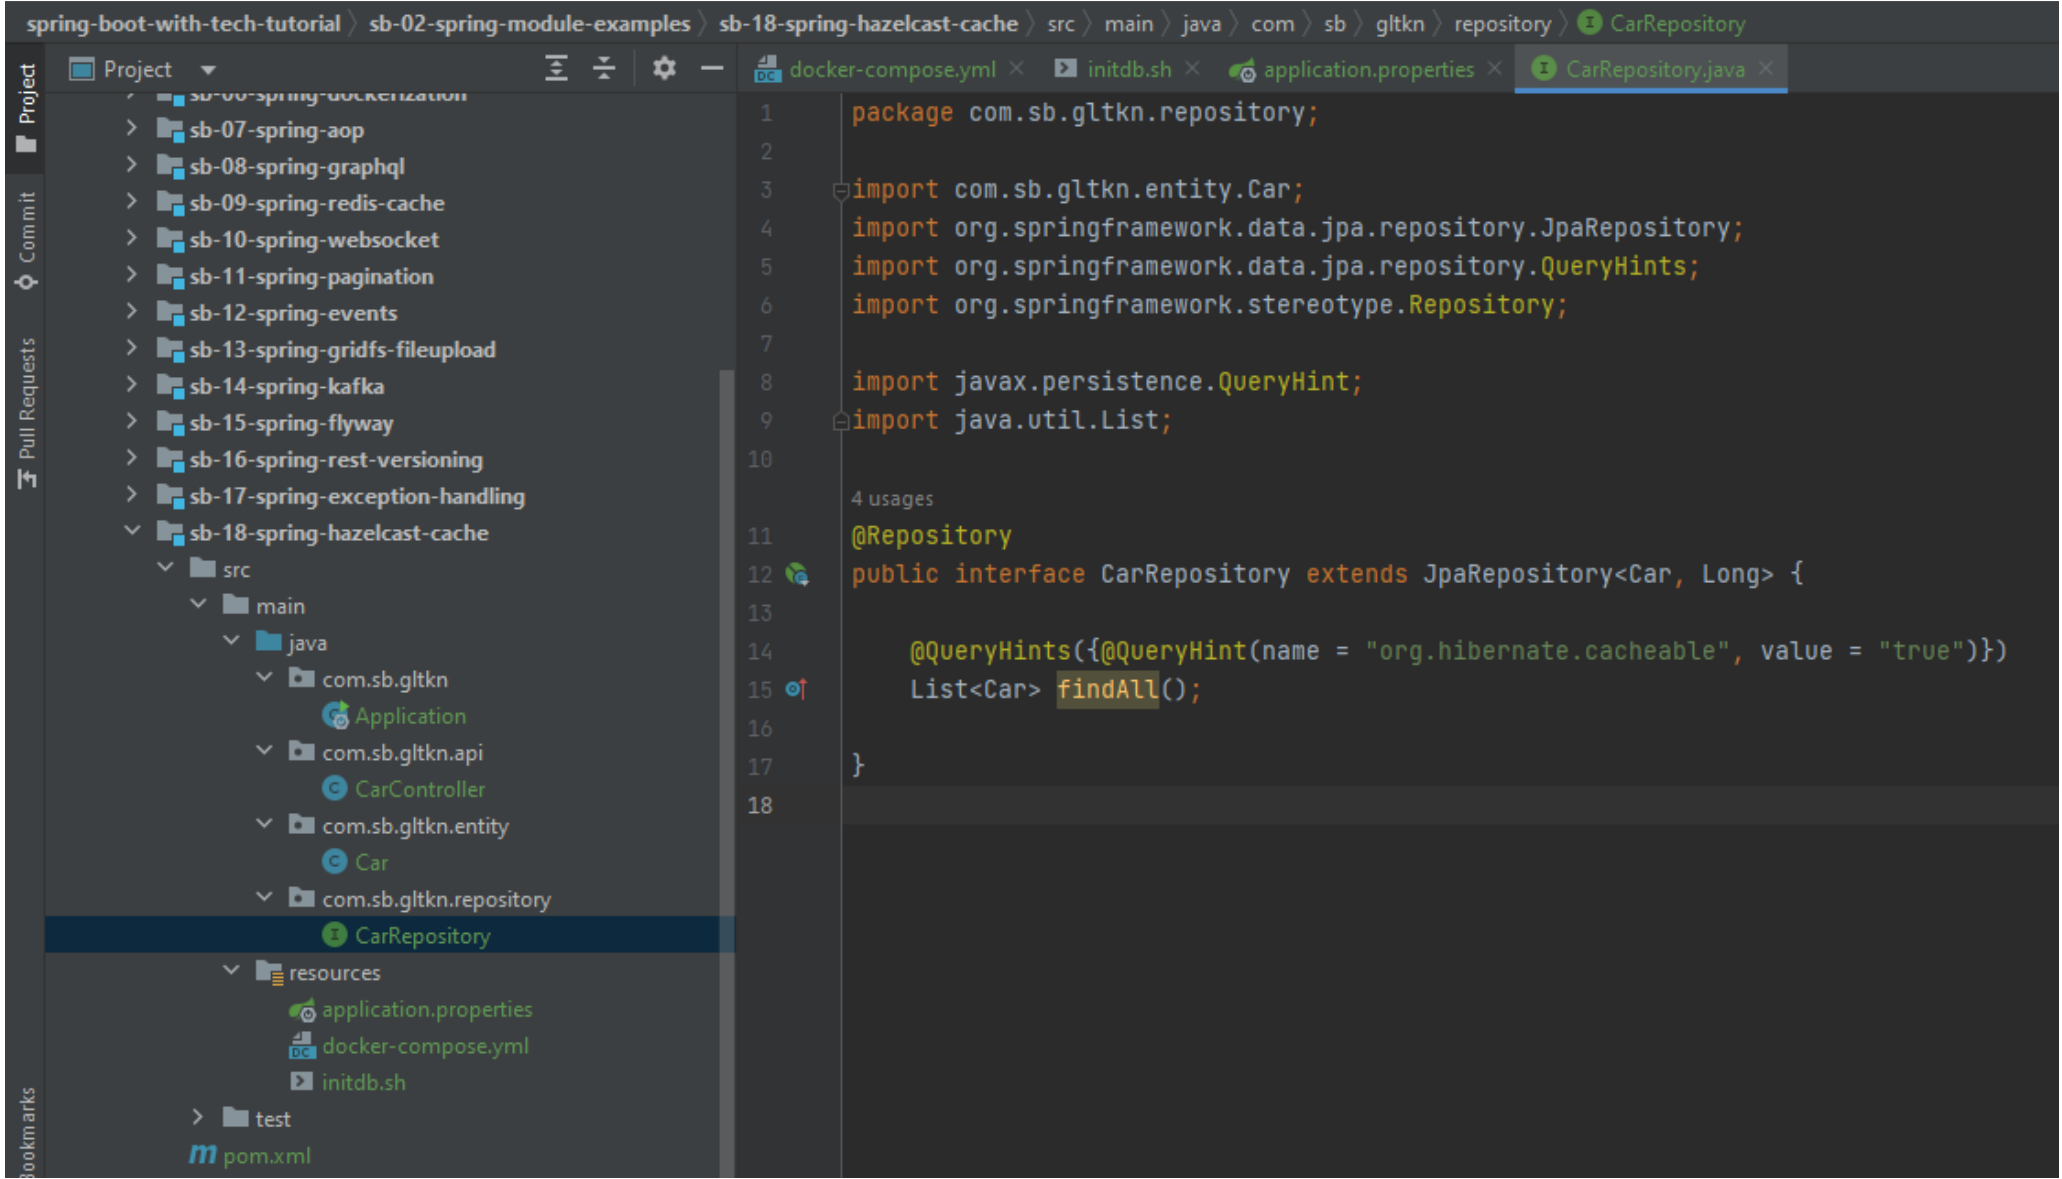 spring-boot-with-tech-tutorial 〉 sb-02-spring-module-examples 〉 sb-18-spring-hazelcast-cache 〉 src 〉 main 〉 java 〉 com 〉 sb 〉 gltkn 〉 repository 〉 I CarRepository
Project
docker-compose.yml
initdb.sh
application.properties
CarRepository.java
Project
Commit
Pull Requests
Bookmarks
sb-06-spring-dockerization
sb-07-spring-aop
sb-08-spring-graphql
sb-09-spring-redis-cache
sb-10-spring-websocket
sb-11-spring-pagination
sb-12-spring-events
sb-13-spring-gridfs-fileupload
sb-14-spring-kafka
sb-15-spring-flyway
sb-16-spring-rest-versioning
sb-17-spring-exception-handling
sb-18-spring-hazelcast-cache
src
main
java
com.sb.gltkn
Application
com.sb.gltkn.api
CarController
com.sb.gltkn.entity
Car
com.sb.gltkn.repository
CarRepository
resources
application.properties
docker-compose.yml
initdb.sh
test
pom.xml
1 package com.sb.gltkn.repository;
2
3 import com.sb.gltkn.entity.Car;
4 import org.springframework.data.jpa.repository.JpaRepository;
5 import org.springframework.data.jpa.repository.QueryHints;
6 import org.springframework.stereotype.Repository;
7
8 import javax.persistence.QueryHint;
9 import java.util.List;
10
4 usages
11 @Repository
12 public interface CarRepository extends JpaRepository<Car, Long> {
13
14 @QueryHints({@QueryHint(name = "org.hibernate.cacheable", value = "true")})
15 List<Car> findAll();
16
17 }
18